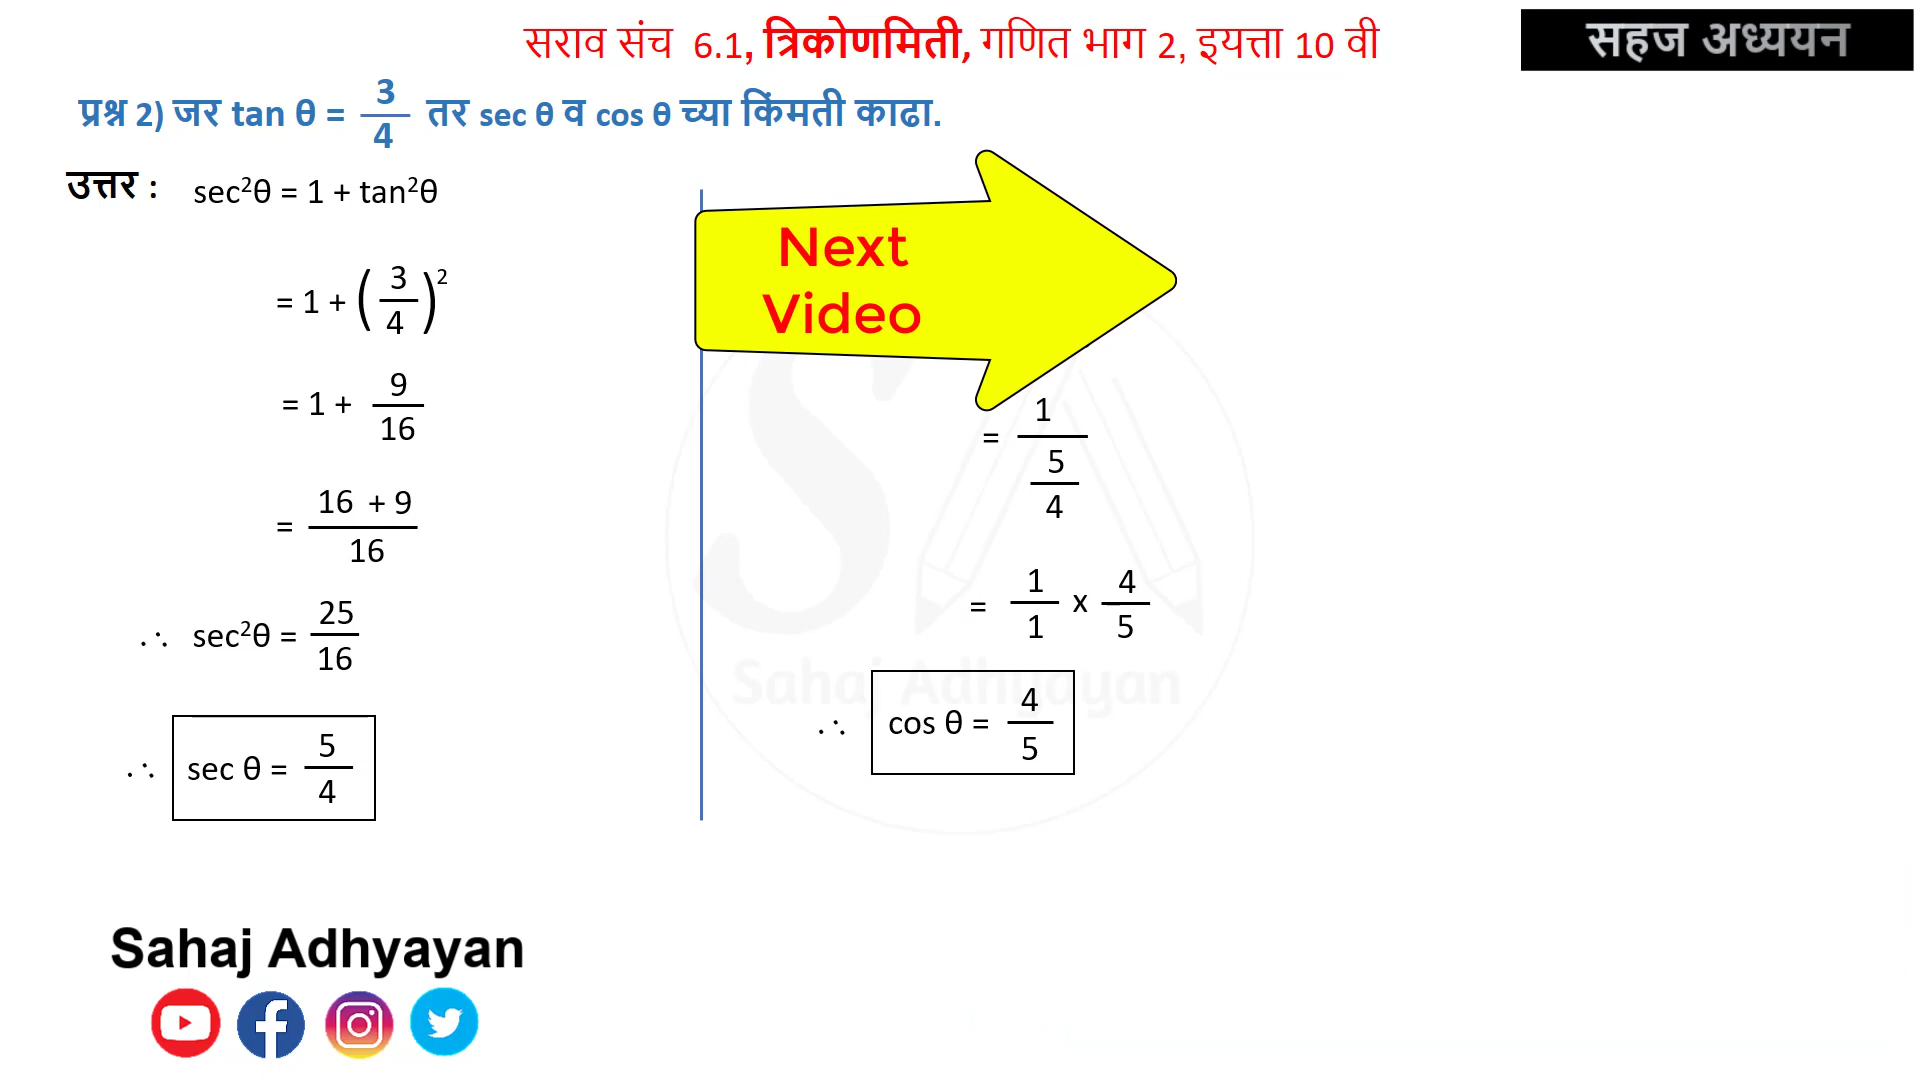 सराव संच 6.1, त्रिकोणमिती, गणित भाग 2, इयत्ता 10 वी
सहज अध्ययन
प्रश्न 2) जर tan θ = 3/4 तर sec θ व cos θ च्या किंमती काढा.
उत्तर : sec²θ = 1 + tan²θ
= 1 + (3/4)²
= 1 + 9/16
= 16 + 9/16
∴ sec²θ = 25/16
∴ sec θ = 5/4
Next
Video
= 1/(5/4)
= 1/1 x 4/5
∴ cos θ = 4/5
Sahaj Adhyayan
Sahaj Adhyayan